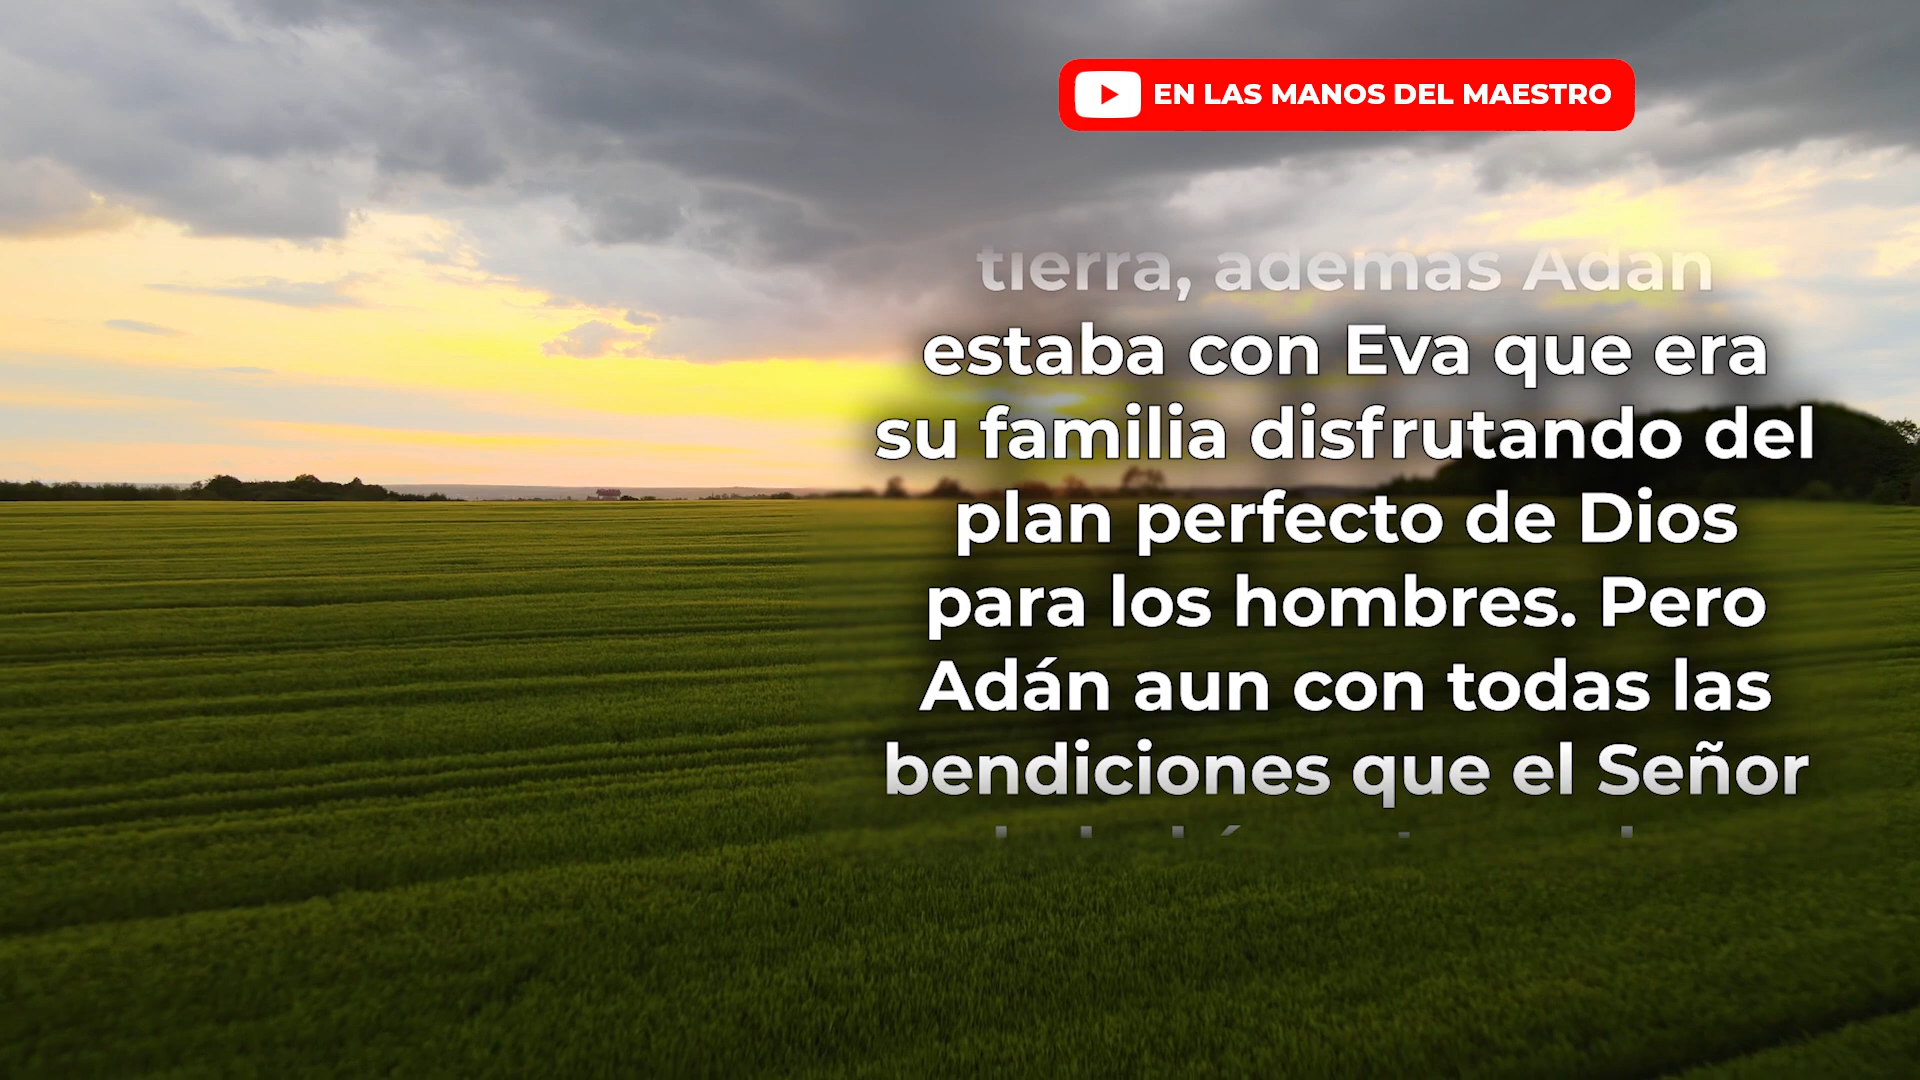 EN LAS MANOS DEL MAESTRO
tierra, además Adán
estaba con Eva que era
su familia disfrutando del
plan perfecto de Dios
para los hombres. Pero
Adán aun con todas las
bendiciones que el Señor